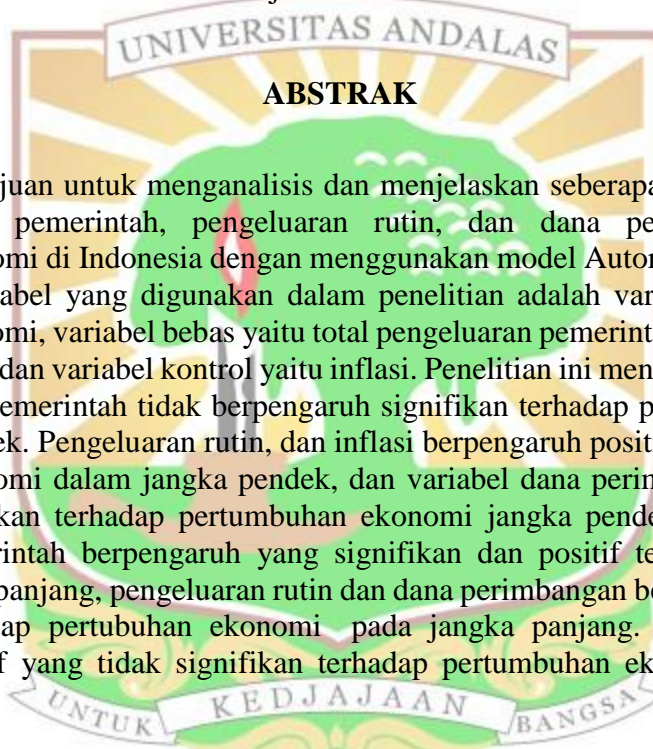 UNIVERSITAS ANDALAS
ABSTRAK
juan untuk menganalisis dan menjelaskan seberapa
pemerintah, pengeluaran rutin, dan dana pe
omi di Indonesia dengan menggunakan model Autor
abel yang digunakan dalam penelitian adalah var
omi, variabel bebas yaitu total pengeluaran pemerint
dan variabel kontrol yaitu inflasi. Penelitian ini men
emerintah tidak berpengaruh signifikan terhadap p
ek. Pengeluaran rutin, dan inflasi berpengaruh positi
omi dalam jangka pendek, dan variabel dana perim
kan terhadap pertumbuhan ekonomi jangka pende
rintah berpengaruh yang signifikan dan positif te
panjang, pengeluaran rutin dan dana perimbangan be
ap pertubuhan ekonomi pada jangka panjang.
f yang tidak signifikan terhadap pertumbuhan ek
UNTUK KEDJAJAAN BANGSA